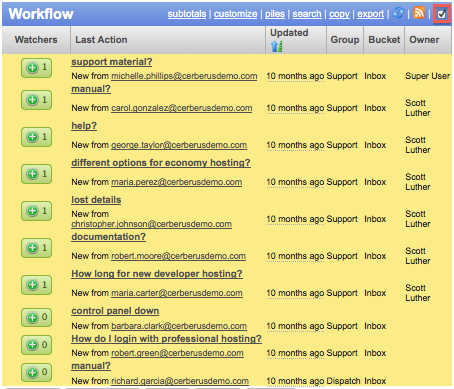 Workflow subtotals | customize | piles | search | copy | export | |
Watchers Last Action Updated Group Bucket Owner
support material?
1 New from michelle.phillips@cerberusdemo.com 10 months ago Support Inbox Super User
manual?
1 New from carol.gonzalez@cerberusdemo.com 10 months ago Support Inbox Scott Luther
help?
1 New from george.taylor@cerberusdemo.com 10 months ago Support Inbox Scott Luther
different options for economy hosting?
1 New from maria.perez@cerberusdemo.com 10 months ago Support Inbox Scott Luther
lost details
1 New from christopher.johnson@cerberusdemo.com 10 months ago Support Inbox Scott Luther
documentation?
1 New from robert.moore@cerberusdemo.com 10 months ago Support Inbox Scott Luther
How long for new developer hosting?
1 New from maria.carter@cerberusdemo.com 10 months ago Support Inbox Scott Luther
control panel down
0 New from barbara.clark@cerberusdemo.com 10 months ago Support Inbox
How do I login with professional hosting?
0 New from robert.green@cerberusdemo.com 10 months ago Support Inbox
manual?
0 New from richard.garcia@cerberusdemo.com 10 months ago Dispatch Inbox